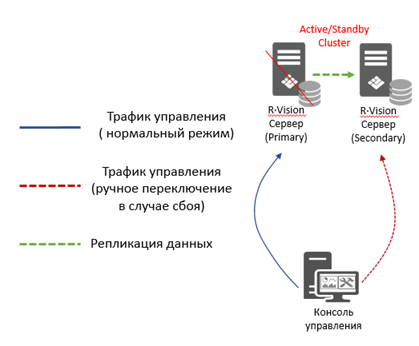 Active/Standby
Cluster
R·Vision
Сервер
(Primary)
R·Vision
Сервер
(Secondary)
Трафик управления
( нормальный режим)
Трафик управления
(ручное переключение
в случае сбоя)
Репликация данных
Консоль
управления